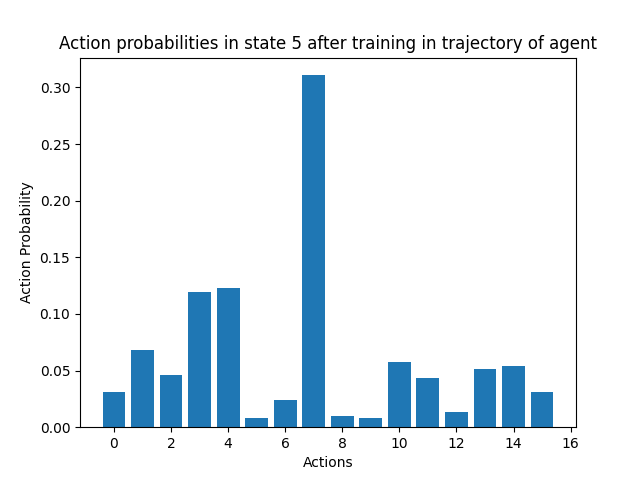 Action probabilities in state 5 after training in trajectory of agent
0.30
0.25
0.20
0.15
0.10
0.05
0.00
Action Probability
0 2 4 6 8 10 12 14 16
Actions